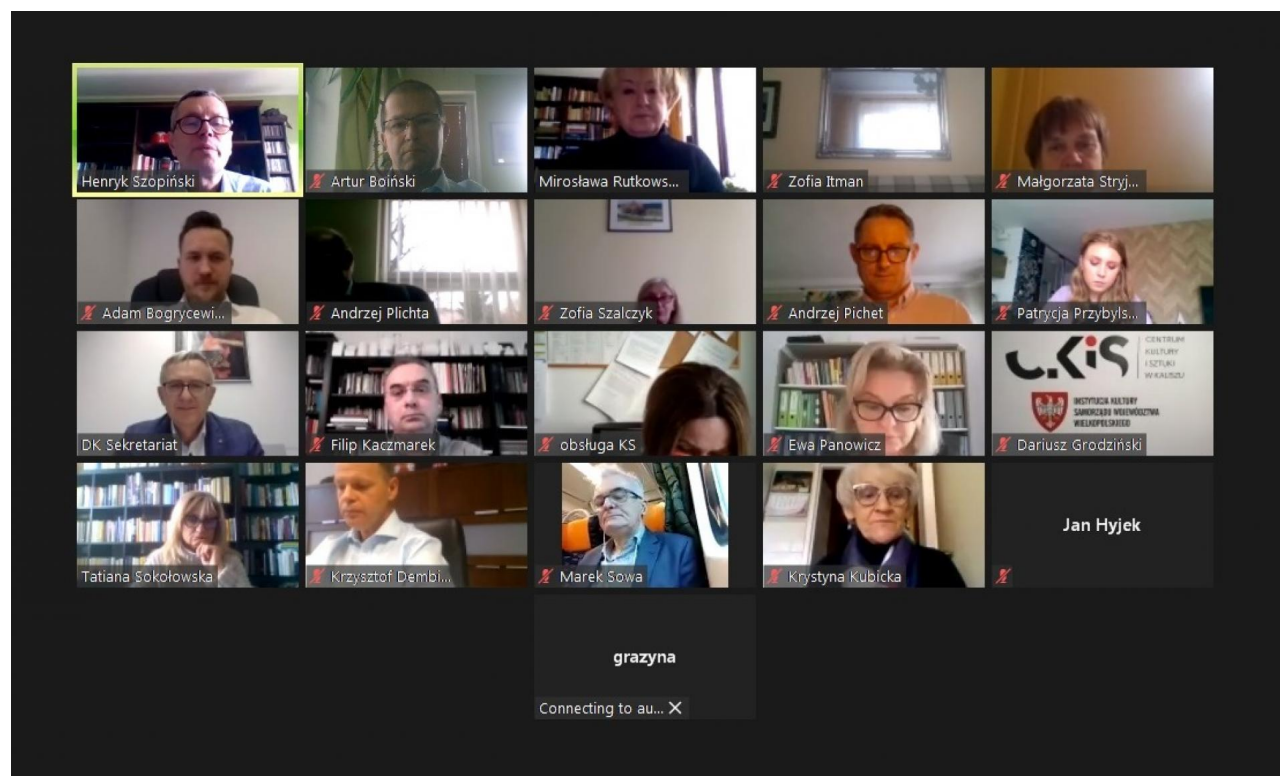 Henryk Szopiński
Artur Boiński
Mirosława Rutkows...
Zofia Itman
Małgorzata Stryj...
Adam Bogrycewi...
Andrzej Plichta
Zofia Szalczyk
Andrzej Pichet
Patrycja Przybyls...
DK Sekretariat
Filip Kaczmarek
obsługa KS
Ewa Panowicz
CKiS
CENTRUM
KULTURY
I SZTUKI
W KALISZU
INSTYTUCJA KULTURY
SAMORZĄDU WOJEWÓDZTWA
WIELKOPOLSKIEGO
Dariusz Grodziński
Tatiana Sokołowska
Krzysztof Dembi...
Marek Sowa
Krystyna Kubicka
Jan Hyjek
grazyna
Connecting to au...